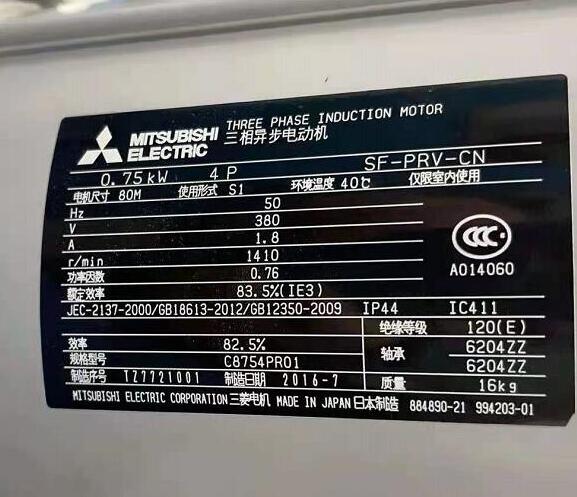 MITSUBISHI ELECTRIC THREE PHASE INDUCTION MOTOR
三相异步电动机
0.75kW 4P SF-PRV-CN
电机尺寸 80M 使用形式 S1 环境温度 40℃ 仅限室内使用
Hz 50
V 380
A 1.8
r/min 1410
功率因数 0.76
额定效率 83.5%(IE3)
CCC
A014060
JEC-2137-2000/GB18613-2012/GB12350-2009 IP44 IC411
绝缘等级 120(E)
效率 82.5%
轴承 6204ZZ
6204ZZ
规格型号 C8754PR01
制造序号 TZ7721001 制造日期 2016-7 质量 16kg
MITSUBISHI ELECTRIC CORPORATION 三菱电机 MADE IN JAPAN 日本制造 884890-21 994203-01